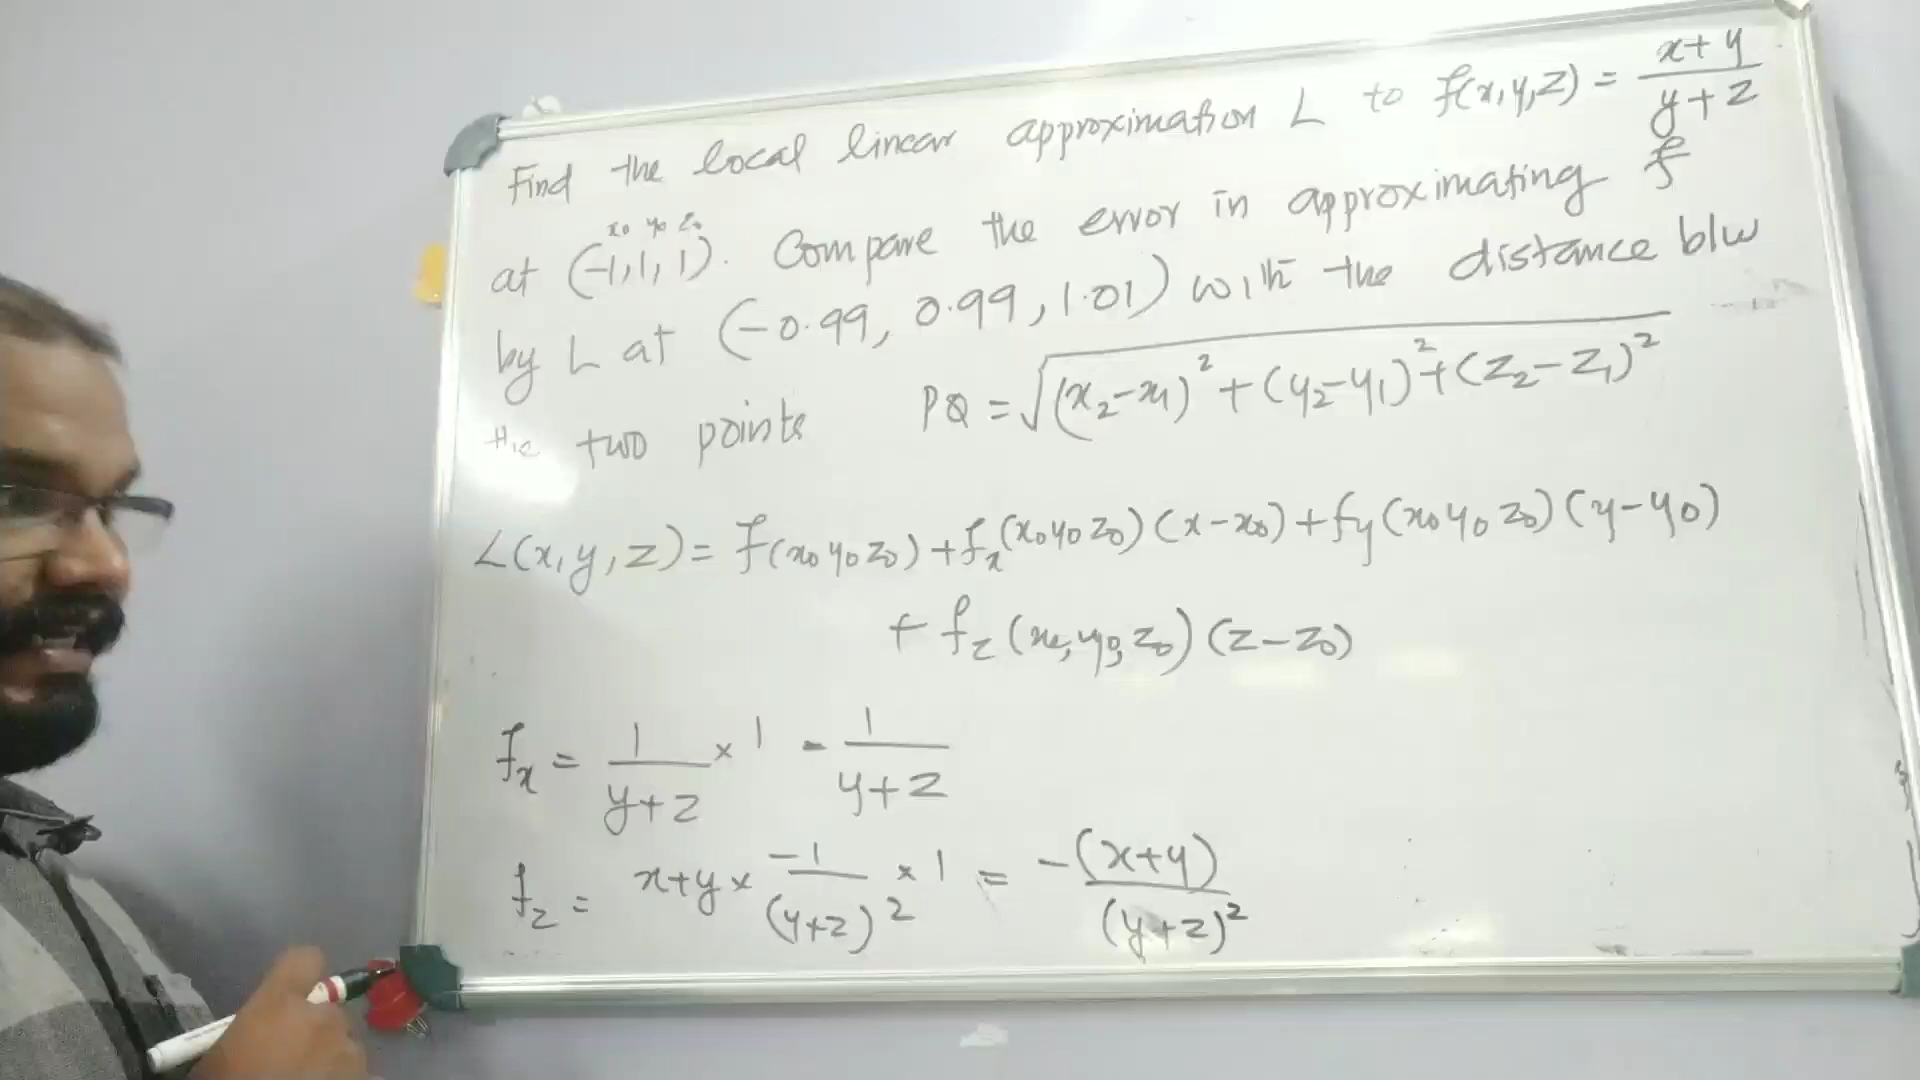 Find the local linear approximation L to f(x,y,z) = x+y / y+z
x0 y0 z0
at (-1,1,1). Compare the error in approximating f
by L at (-0.99, 0.99, 1.01) with the distance b/w
the two points PQ = √(x₂-x₁)²+(y₂-y₁)²+(z₂-z₁)²
L(x,y,z) = f(x0 y0 z0) + fx(x0 y0 z0)(x-x0) + fy(x0 y0 z0)(y-y0)
+ fz(x0,y0,z0)(z-z0)
fx = 1/y+z × 1 = 1/y+z
fz = x+y × -1/(y+z)² × 1 = -(x+y)/(y+z)²